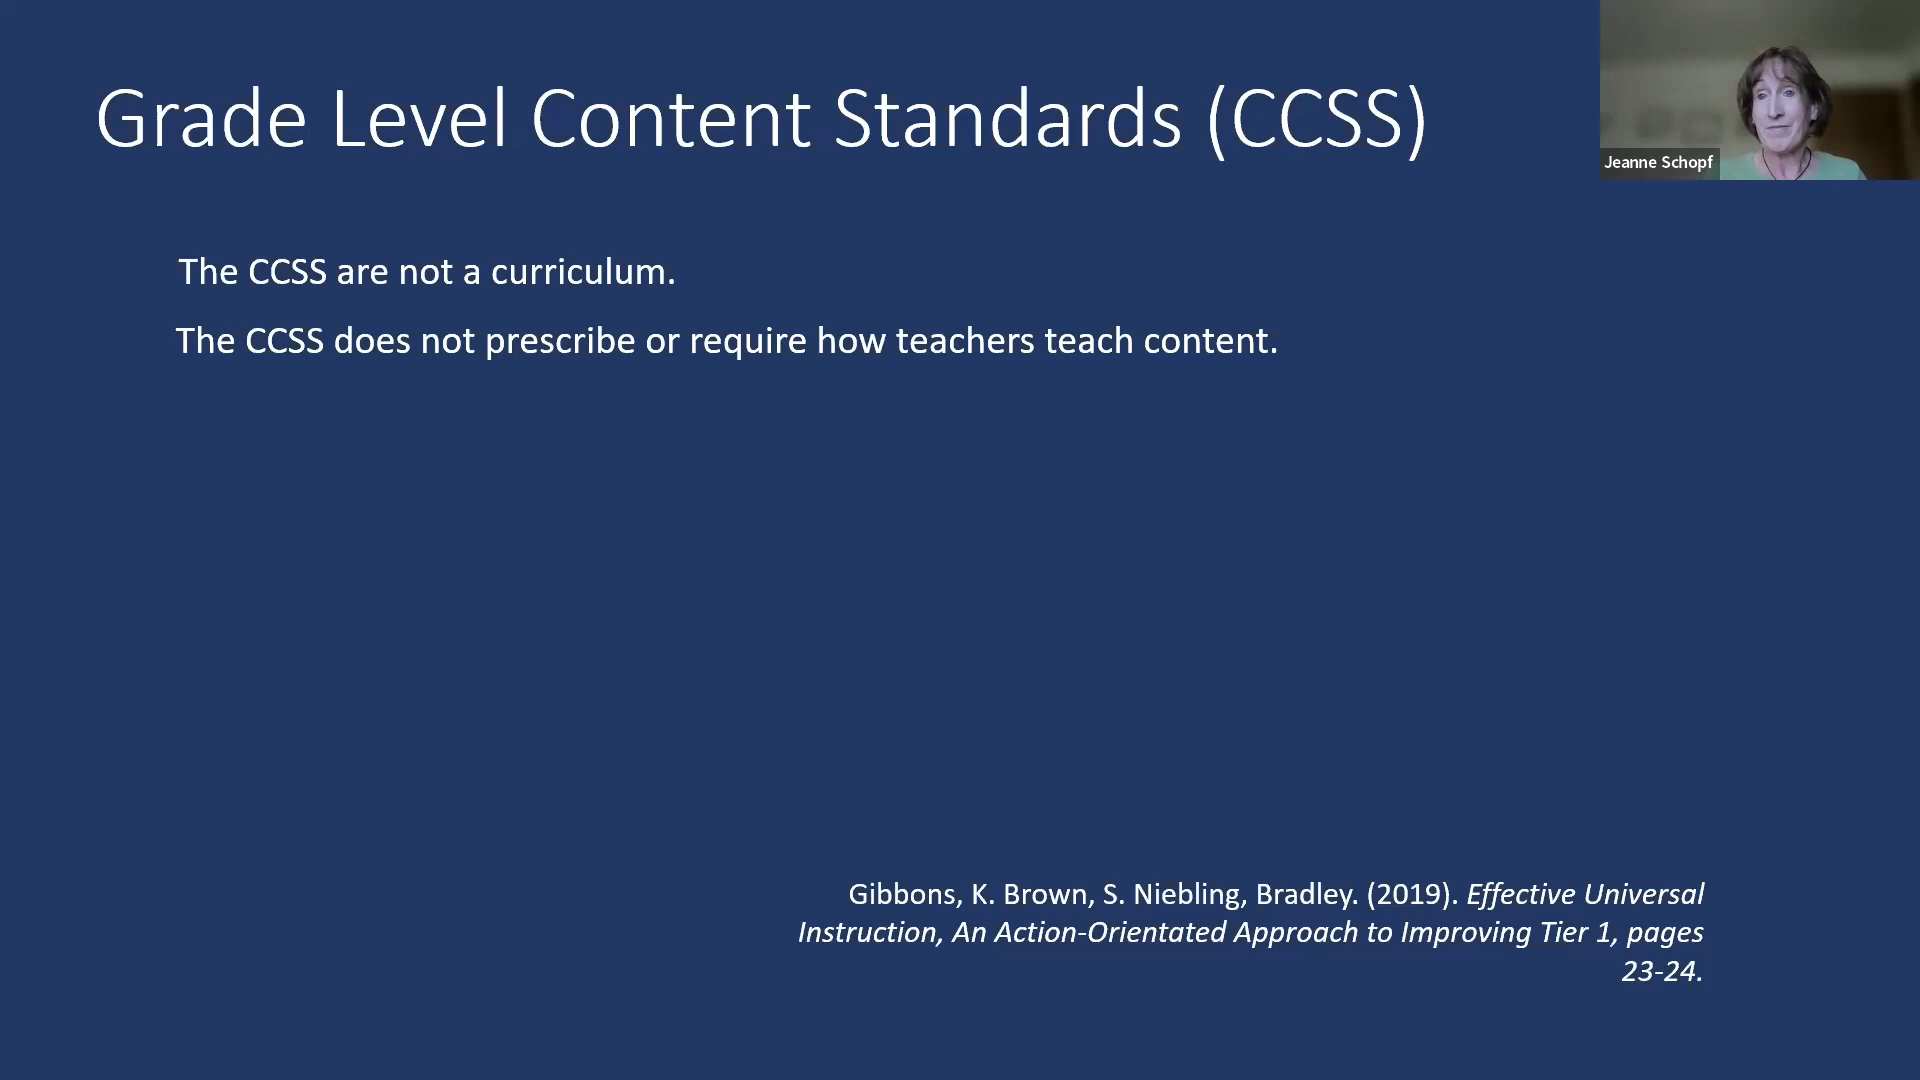 Grade Level Content Standards (CCSS)
Jeanne Schopf
The CCSS are not a curriculum.
The CCSS does not prescribe or require how teachers teach content.
Gibbons, K. Brown, S. Niebling, Bradley. (2019). Effective Universal
Instruction, An Action-Orientated Approach to Improving Tier 1, pages
23-24.